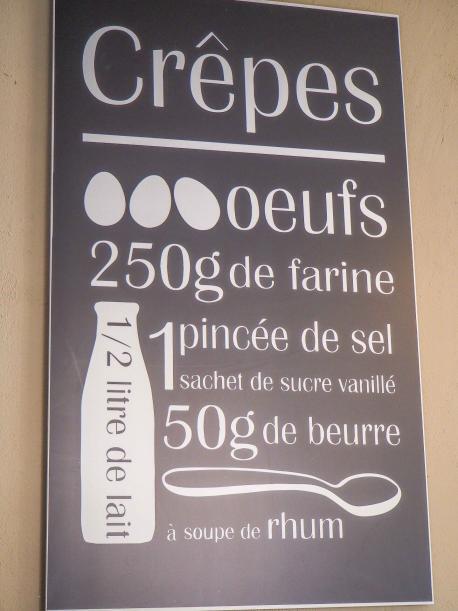 Crêpes
oeufs
250g de farine
1 pincée de sel
sachet de sucre vanillé
50g de beurre
1/2 litre de lait
à soupe de rhum